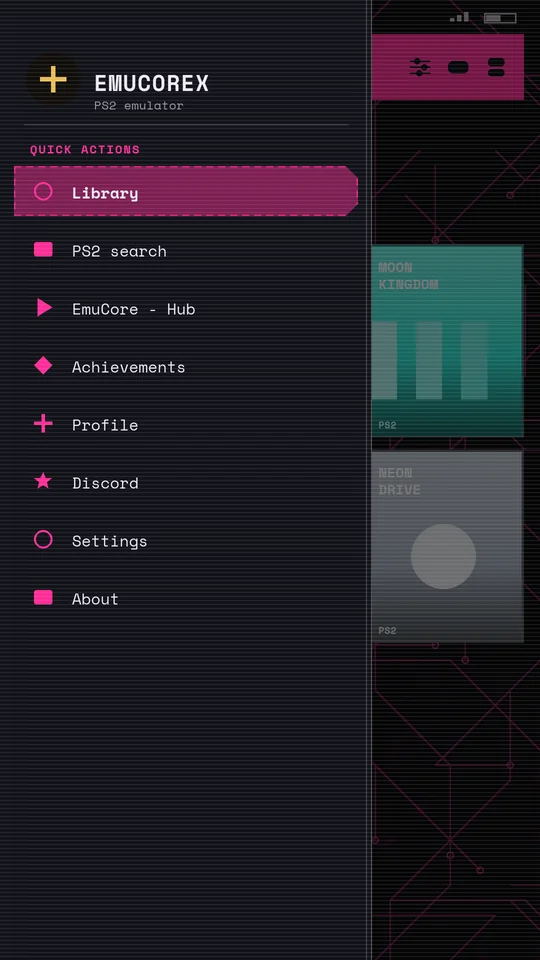 EMUCOREX
PS2 emulator
QUICK ACTIONS
Library
PS2 search
EmuCore - Hub
Achievements
Profile
Discord
Settings
About
MOON
KINGDOM
PS2
NEON
DRIVE
PS2